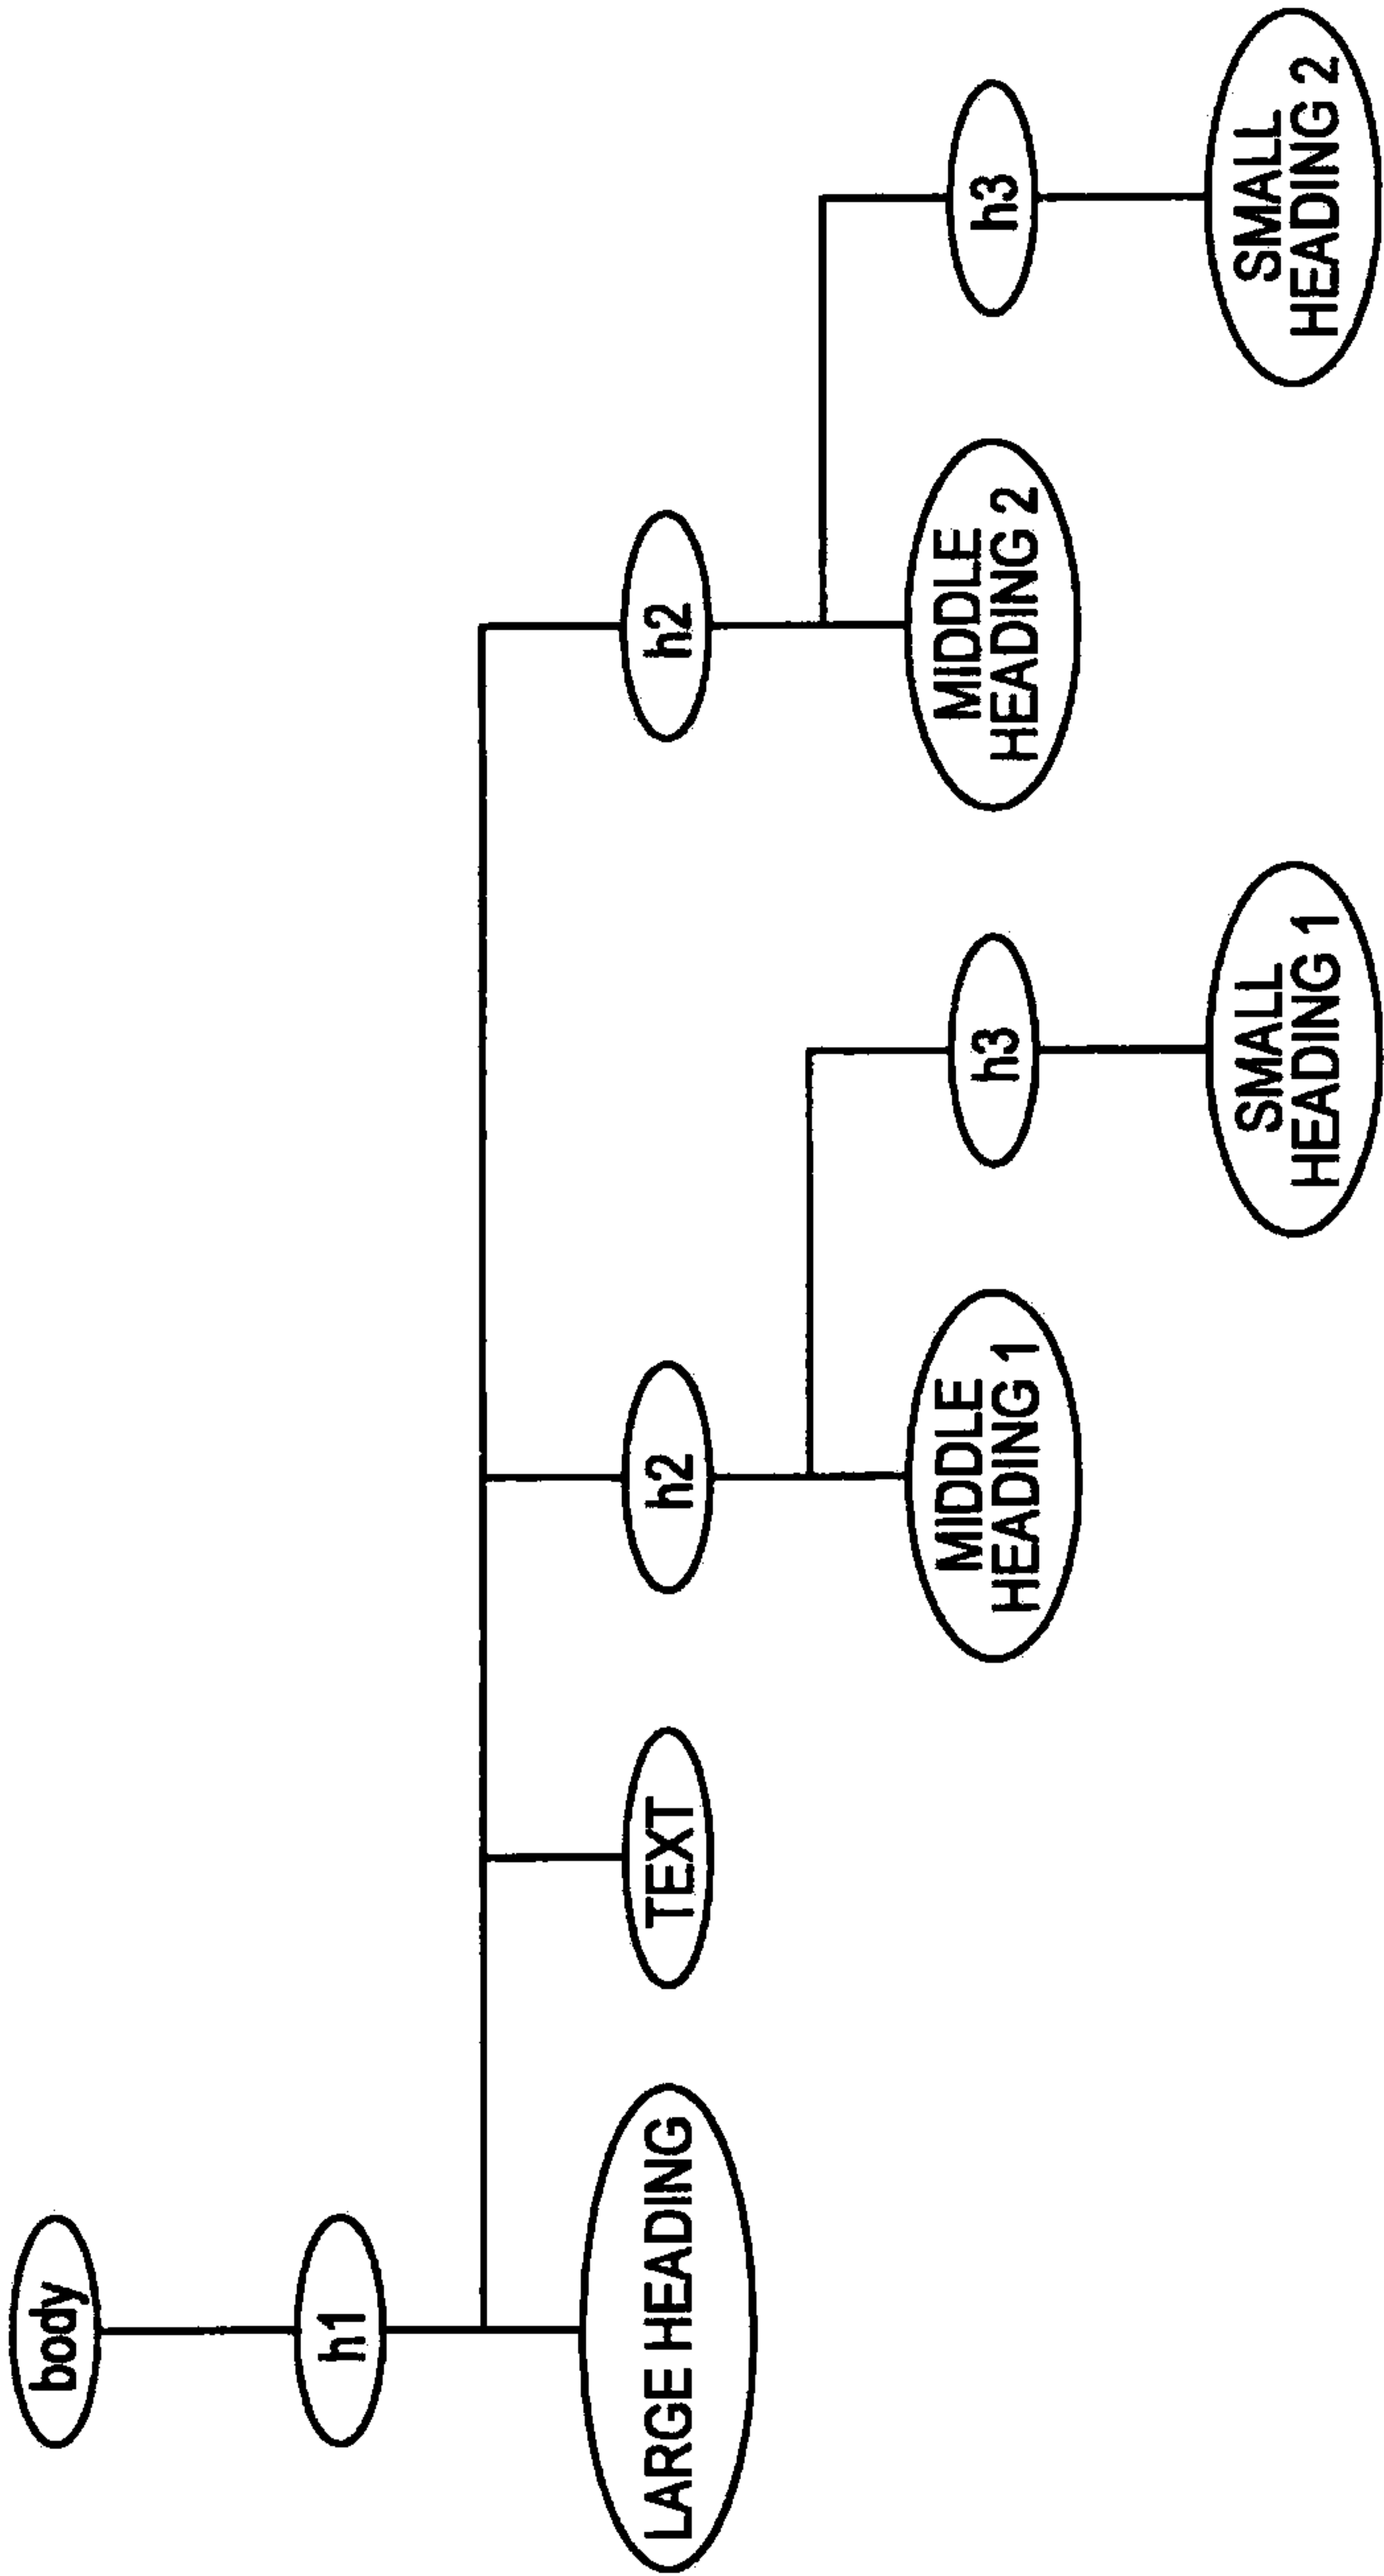 body
h1
LARGE HEADING
TEXT
h2
h2
MIDDLE
HEADING 1
h3
MIDDLE
HEADING 2
h3
SMALL
HEADING 1
SMALL
HEADING 2